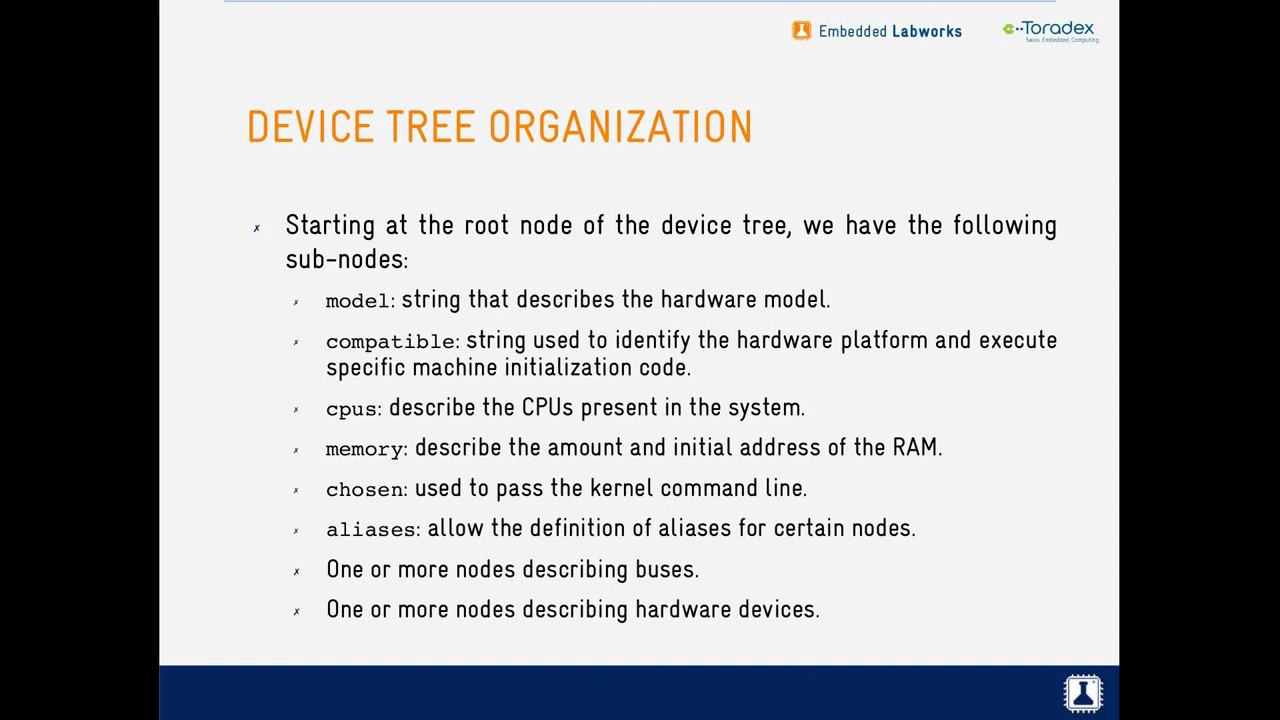 Embedded Labworks
Toradex
Swiss. Embedded. Computing.
DEVICE TREE ORGANIZATION
Starting at the root node of the device tree, we have the following
sub-nodes:
model: string that describes the hardware model.
compatible: string used to identify the hardware platform and execute
specific machine initialization code.
cpus: describe the CPUs present in the system.
memory: describe the amount and initial address of the RAM.
chosen: used to pass the kernel command line.
aliases: allow the definition of aliases for certain nodes.
One or more nodes describing buses.
One or more nodes describing hardware devices.